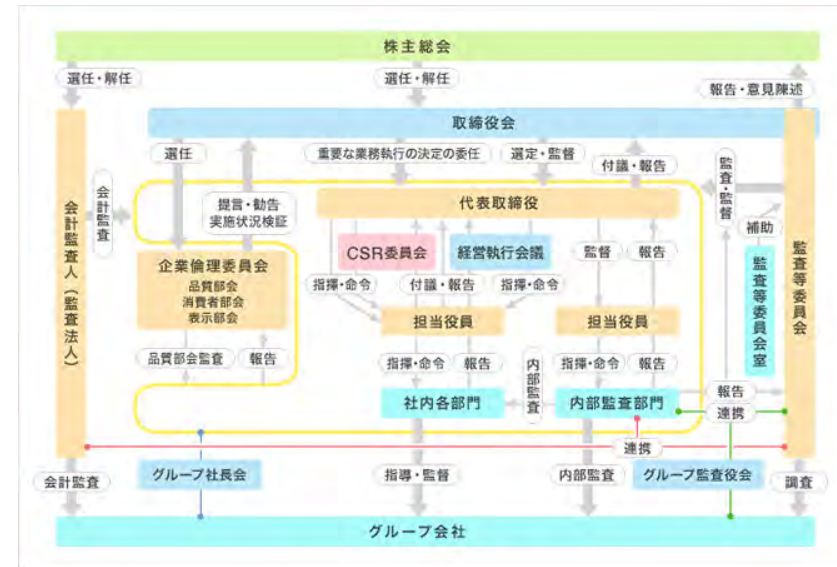 株主総会
選任・解任
選任・解任
報告・意見陳述
取締役会
選任
重要な業務執行の決定の委任
選定・監督
付議・報告
監査・監督
会計監査
提言・勧告
実施状況検証
代表取締役
補助
会計監査人（監査法人）
企業倫理委員会
品質部会
消費者部会
表示部会
CSR委員会
経営執行会議
監督
報告
監査等委員会室
監査等委員会
指揮・命令
付議・報告
指揮・命令
担当役員
担当役員
品質部会監査
報告
指揮・命令
報告
内部監査
指揮・命令
報告
社内各部門
内部監査部門
報告
連携
連携
会計監査
グループ社長会
指導・監督
内部監査
グループ監査役会
調査
グループ会社